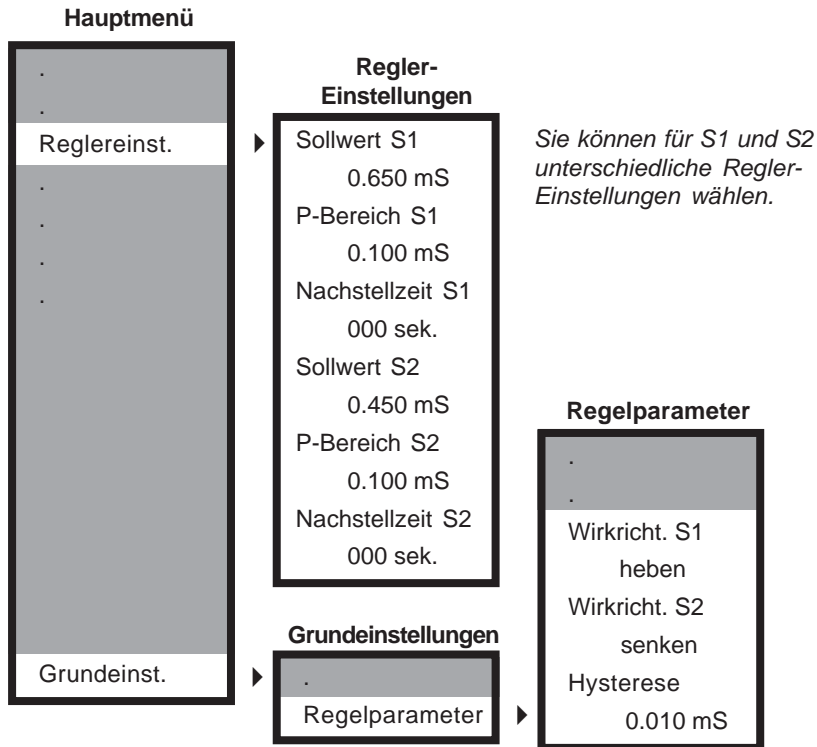 Hauptmenü
.
.
Reglereinst.
.
.
.
.
Grundeinst.
Regler-
Einstellungen
Sollwert S1
0.650 mS
P-Bereich S1
0.100 mS
Nachstellzeit S1
000 sek.
Sollwert S2
0.450 mS
P-Bereich S2
0.100 mS
Nachstellzeit S2
000 sek.
Sie können für S1 und S2
unterschiedliche Regler-
Einstellungen wählen.
Grundeinstellungen
.
Regelparameter
Regelparameter
.
.
Wirkricht. S1
heben
Wirkricht. S2
senken
Hysterese
0.010 mS